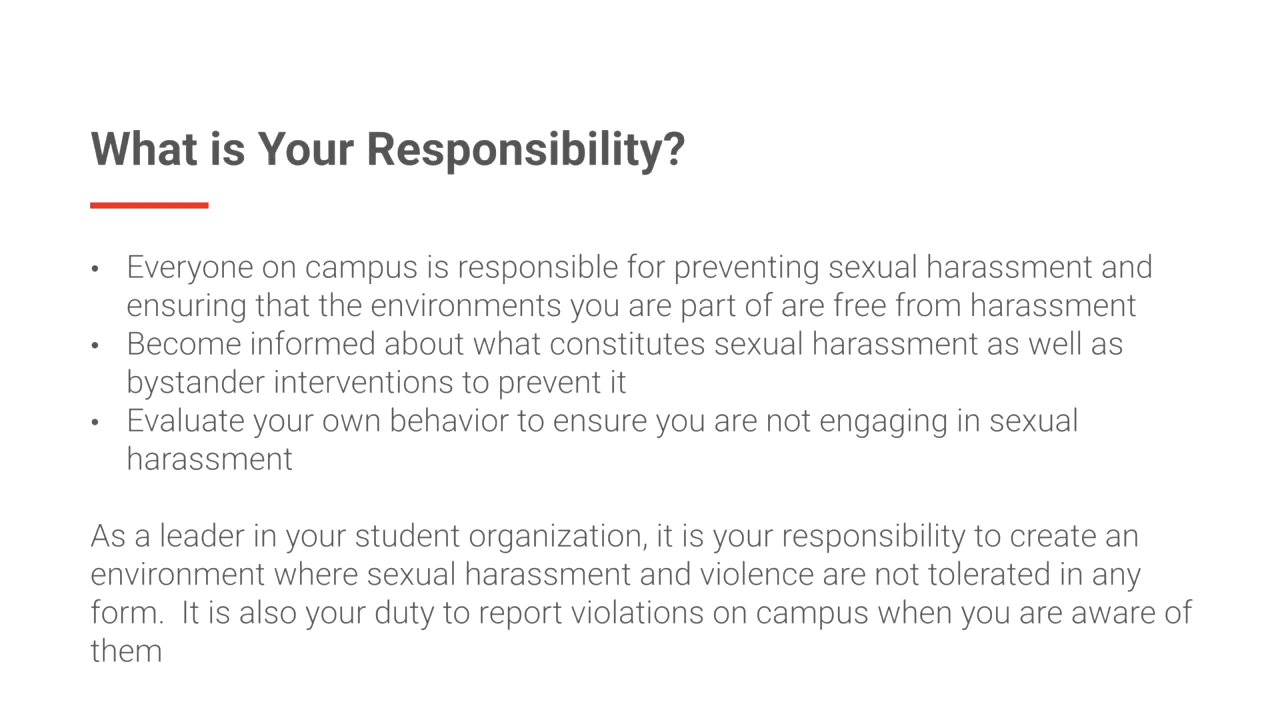 What is Your Responsibility?
• Everyone on campus is responsible for preventing sexual harassment and
ensuring that the environments you are part of are free from harassment
• Become informed about what constitutes sexual harassment as well as
bystander interventions to prevent it
• Evaluate your own behavior to ensure you are not engaging in sexual
harassment
As a leader in your student organization, it is your responsibility to create an
environment where sexual harassment and violence are not tolerated in any
form.  It is also your duty to report violations on campus when you are aware of
them